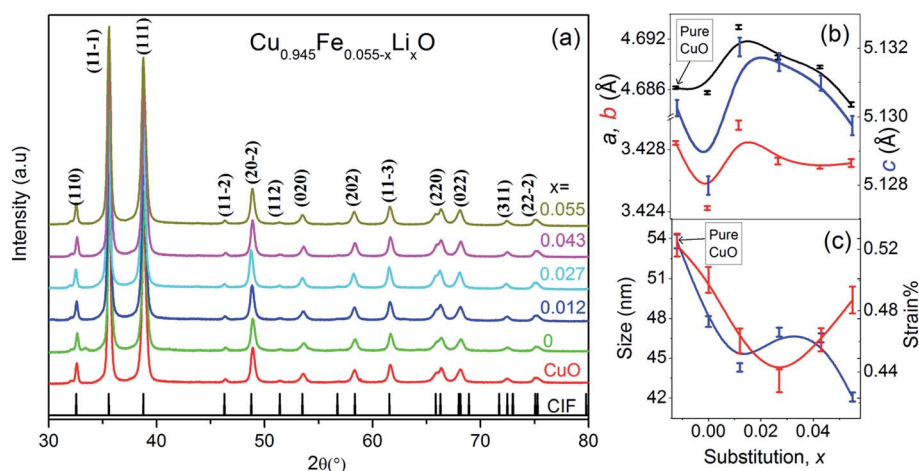 Cu0.945Fe0.055-xLixO
(a)
Intensity (a.u)
(110)
(11-1)
(111)
(11-2)
(20-2)
(112)
(020)
(202)
(11-3)
(220)
(022)
(311)
(22-2)
x=
0.055
0.043
0.027
0.012
0
CuO
CIF
30 40 50 60 70 80
2θ(°)
(b)
Pure
CuO
4.692
4.686
3.428
3.424
a, b (Å)
5.132
5.130
5.128
c (Å)
(c)
Pure
CuO
54
51
48
45
42
Size (nm)
0.52
0.48
0.44
Strain%
0.00 0.02 0.04 0.06
Substitution, x